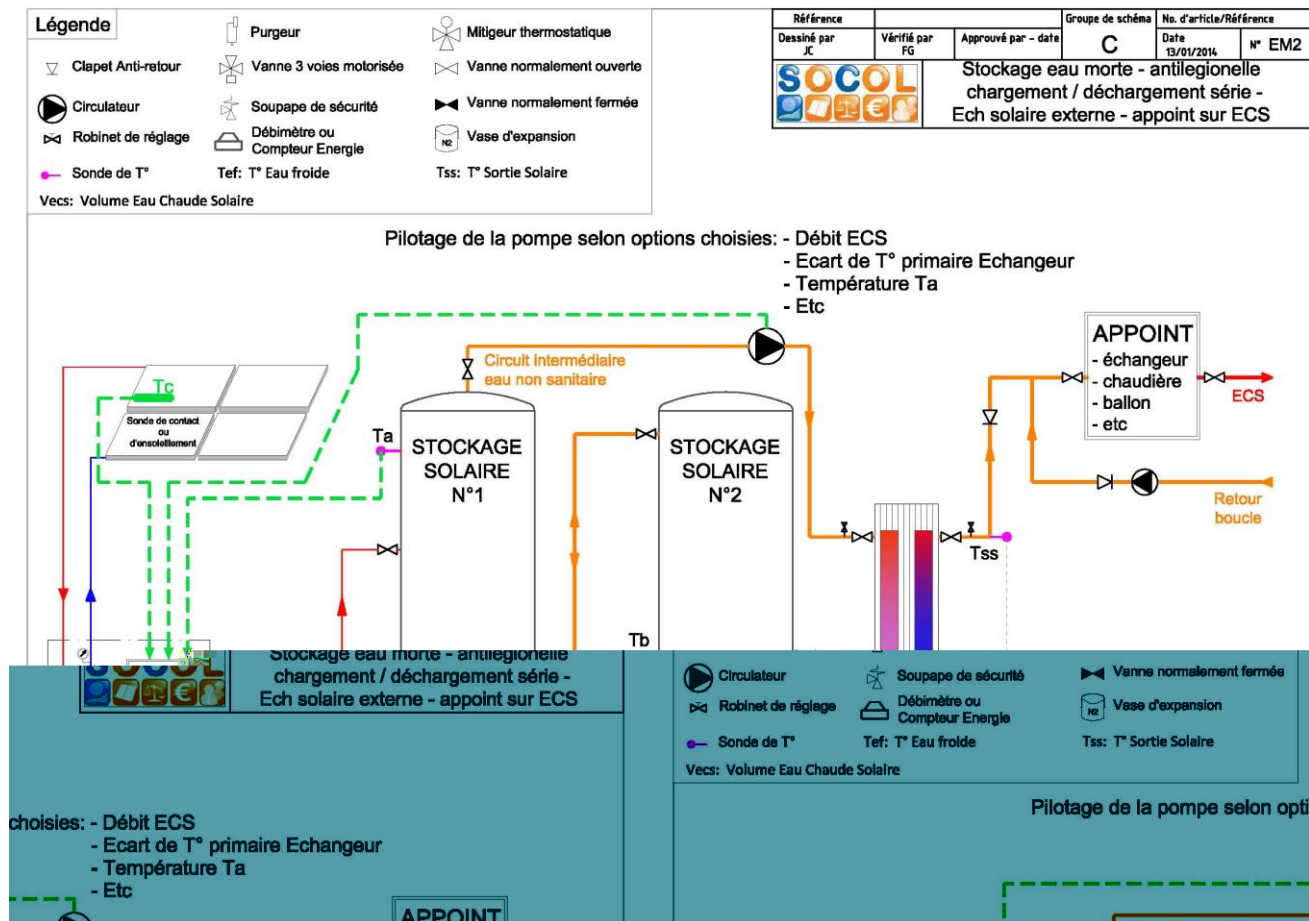 Légende
Purgeur
Mitigeur thermostatique
Clapet Anti-retour
Vanne 3 voies motorisée
Vanne normalement ouverte
Circulateur
Soupape de sécurité
Vanne normalement fermée
Robinet de réglage
Débimètre ou
Compteur Energie
N2
Vase d'expansion
Sonde de T°
Tef: T° Eau froide
Tss: T° Sortie Solaire
Vecs: Volume Eau Chaude Solaire
Référence
Groupe de schéma
No. d'article/Référence
Dessiné par
JC
Vérifié par
FG
Approuvé par - date
C
Date
13/01/2014
N° EM2
SOCOL
Stockage eau morte - antilegionelle
chargement / déchargement série -
Ech solaire externe - appoint sur ECS
Pilotage de la pompe selon options choisies: - Débit ECS
- Ecart de T° primaire Echangeur
- Température Ta
- Etc
Circuit intermédiaire
eau non sanitaire
APPOINT
- échangeur
- chaudière
- ballon
- etc
ECS
Tc
Sonde de contact
ou
d'ensoleillement
Ta
STOCKAGE
SOLAIRE
N°1
STOCKAGE
SOLAIRE
N°2
Retour
boucle
Tss
Tb
SOCOL
Stockage eau morte - antilegionelle
chargement / déchargement série -
Ech solaire externe - appoint sur ECS
Circulateur
Soupape de sécurité
Vanne normalement fermée
Robinet de réglage
Débimètre ou
Compteur Energie
N2
Vase d'expansion
Sonde de T°
Tef: T° Eau froide
Tss: T° Sortie Solaire
Vecs: Volume Eau Chaude Solaire
choisies: - Débit ECS
- Ecart de T° primaire Echangeur
- Température Ta
- Etc
Pilotage de la pompe selon opti
APPOINT